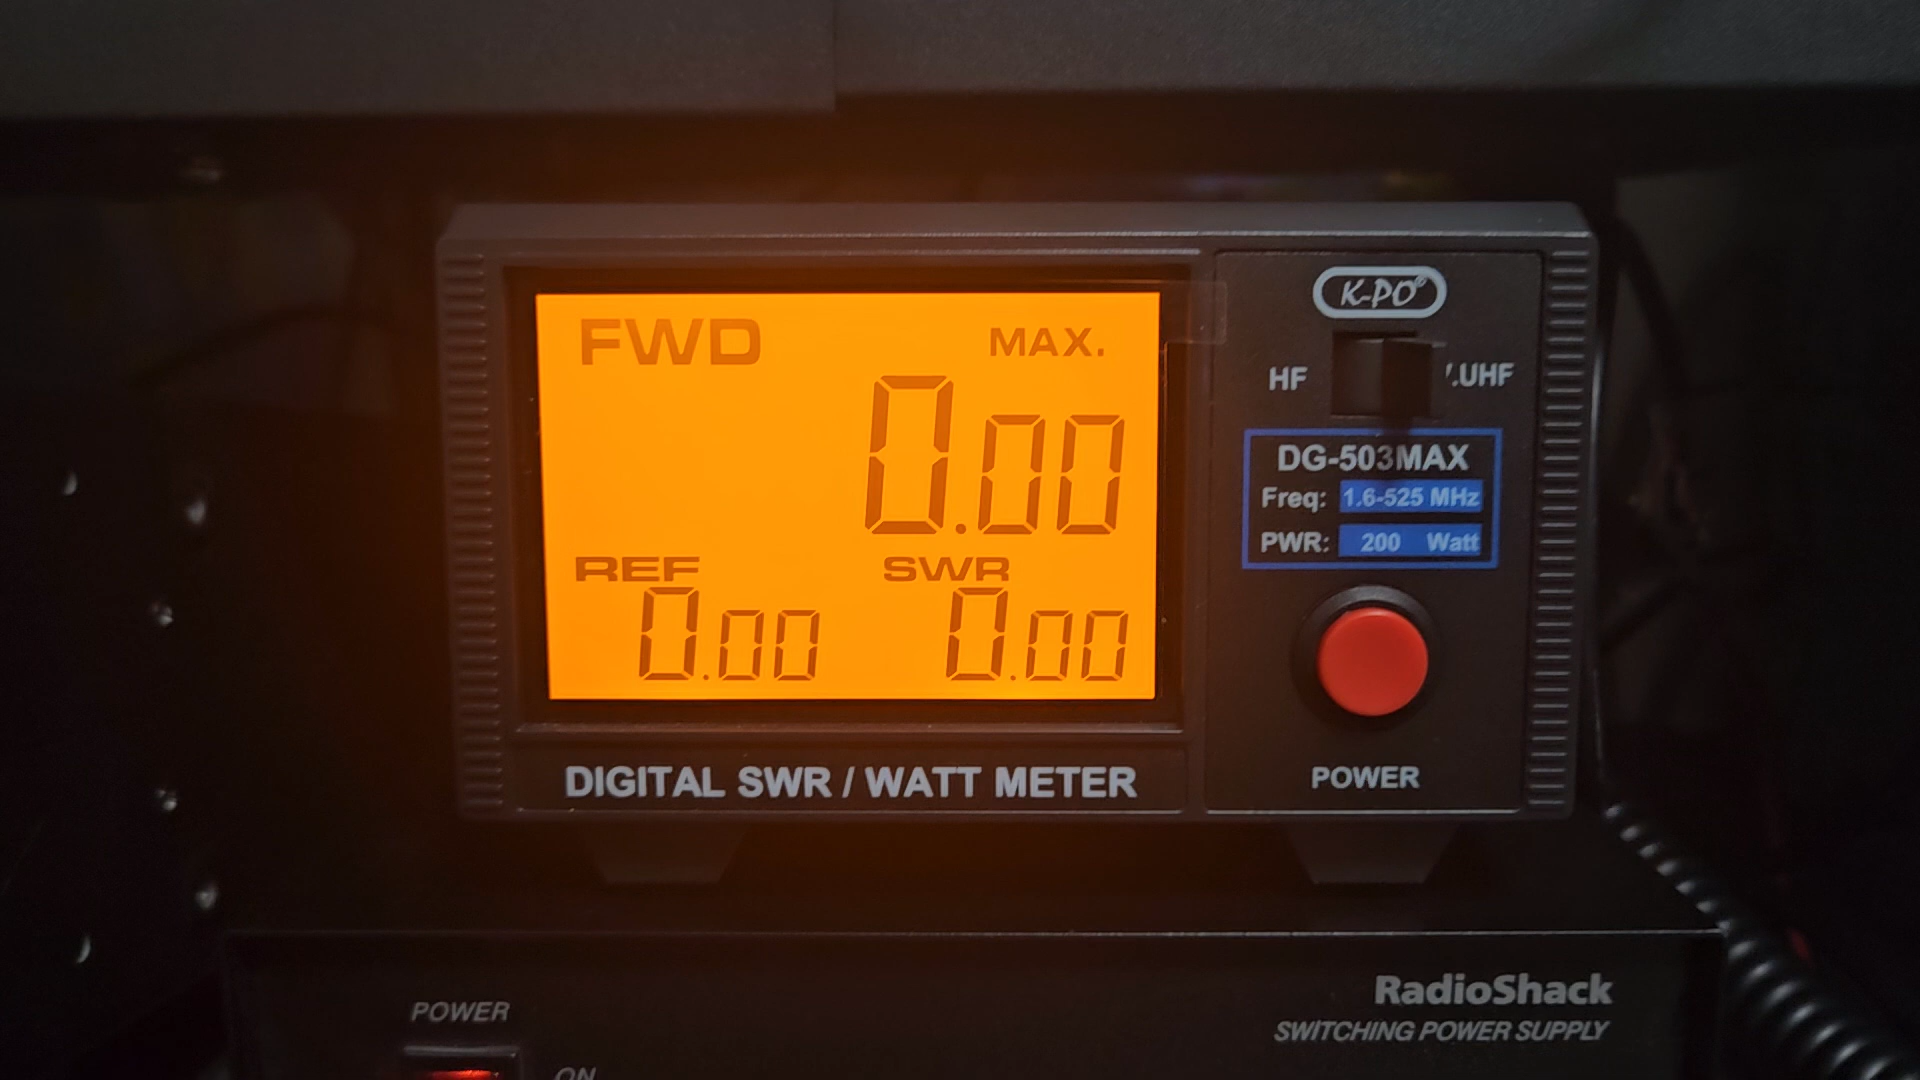 FWD MAX.
0.00
REF SWR
0.00 0.00
DIGITAL SWR / WATT METER
K-PO®
HF .UHF
DG-503MAX
Freq: 1.6-525 MHz
PWR: 200 Watt
POWER
RadioShack
SWITCHING POWER SUPPLY
POWER
ON